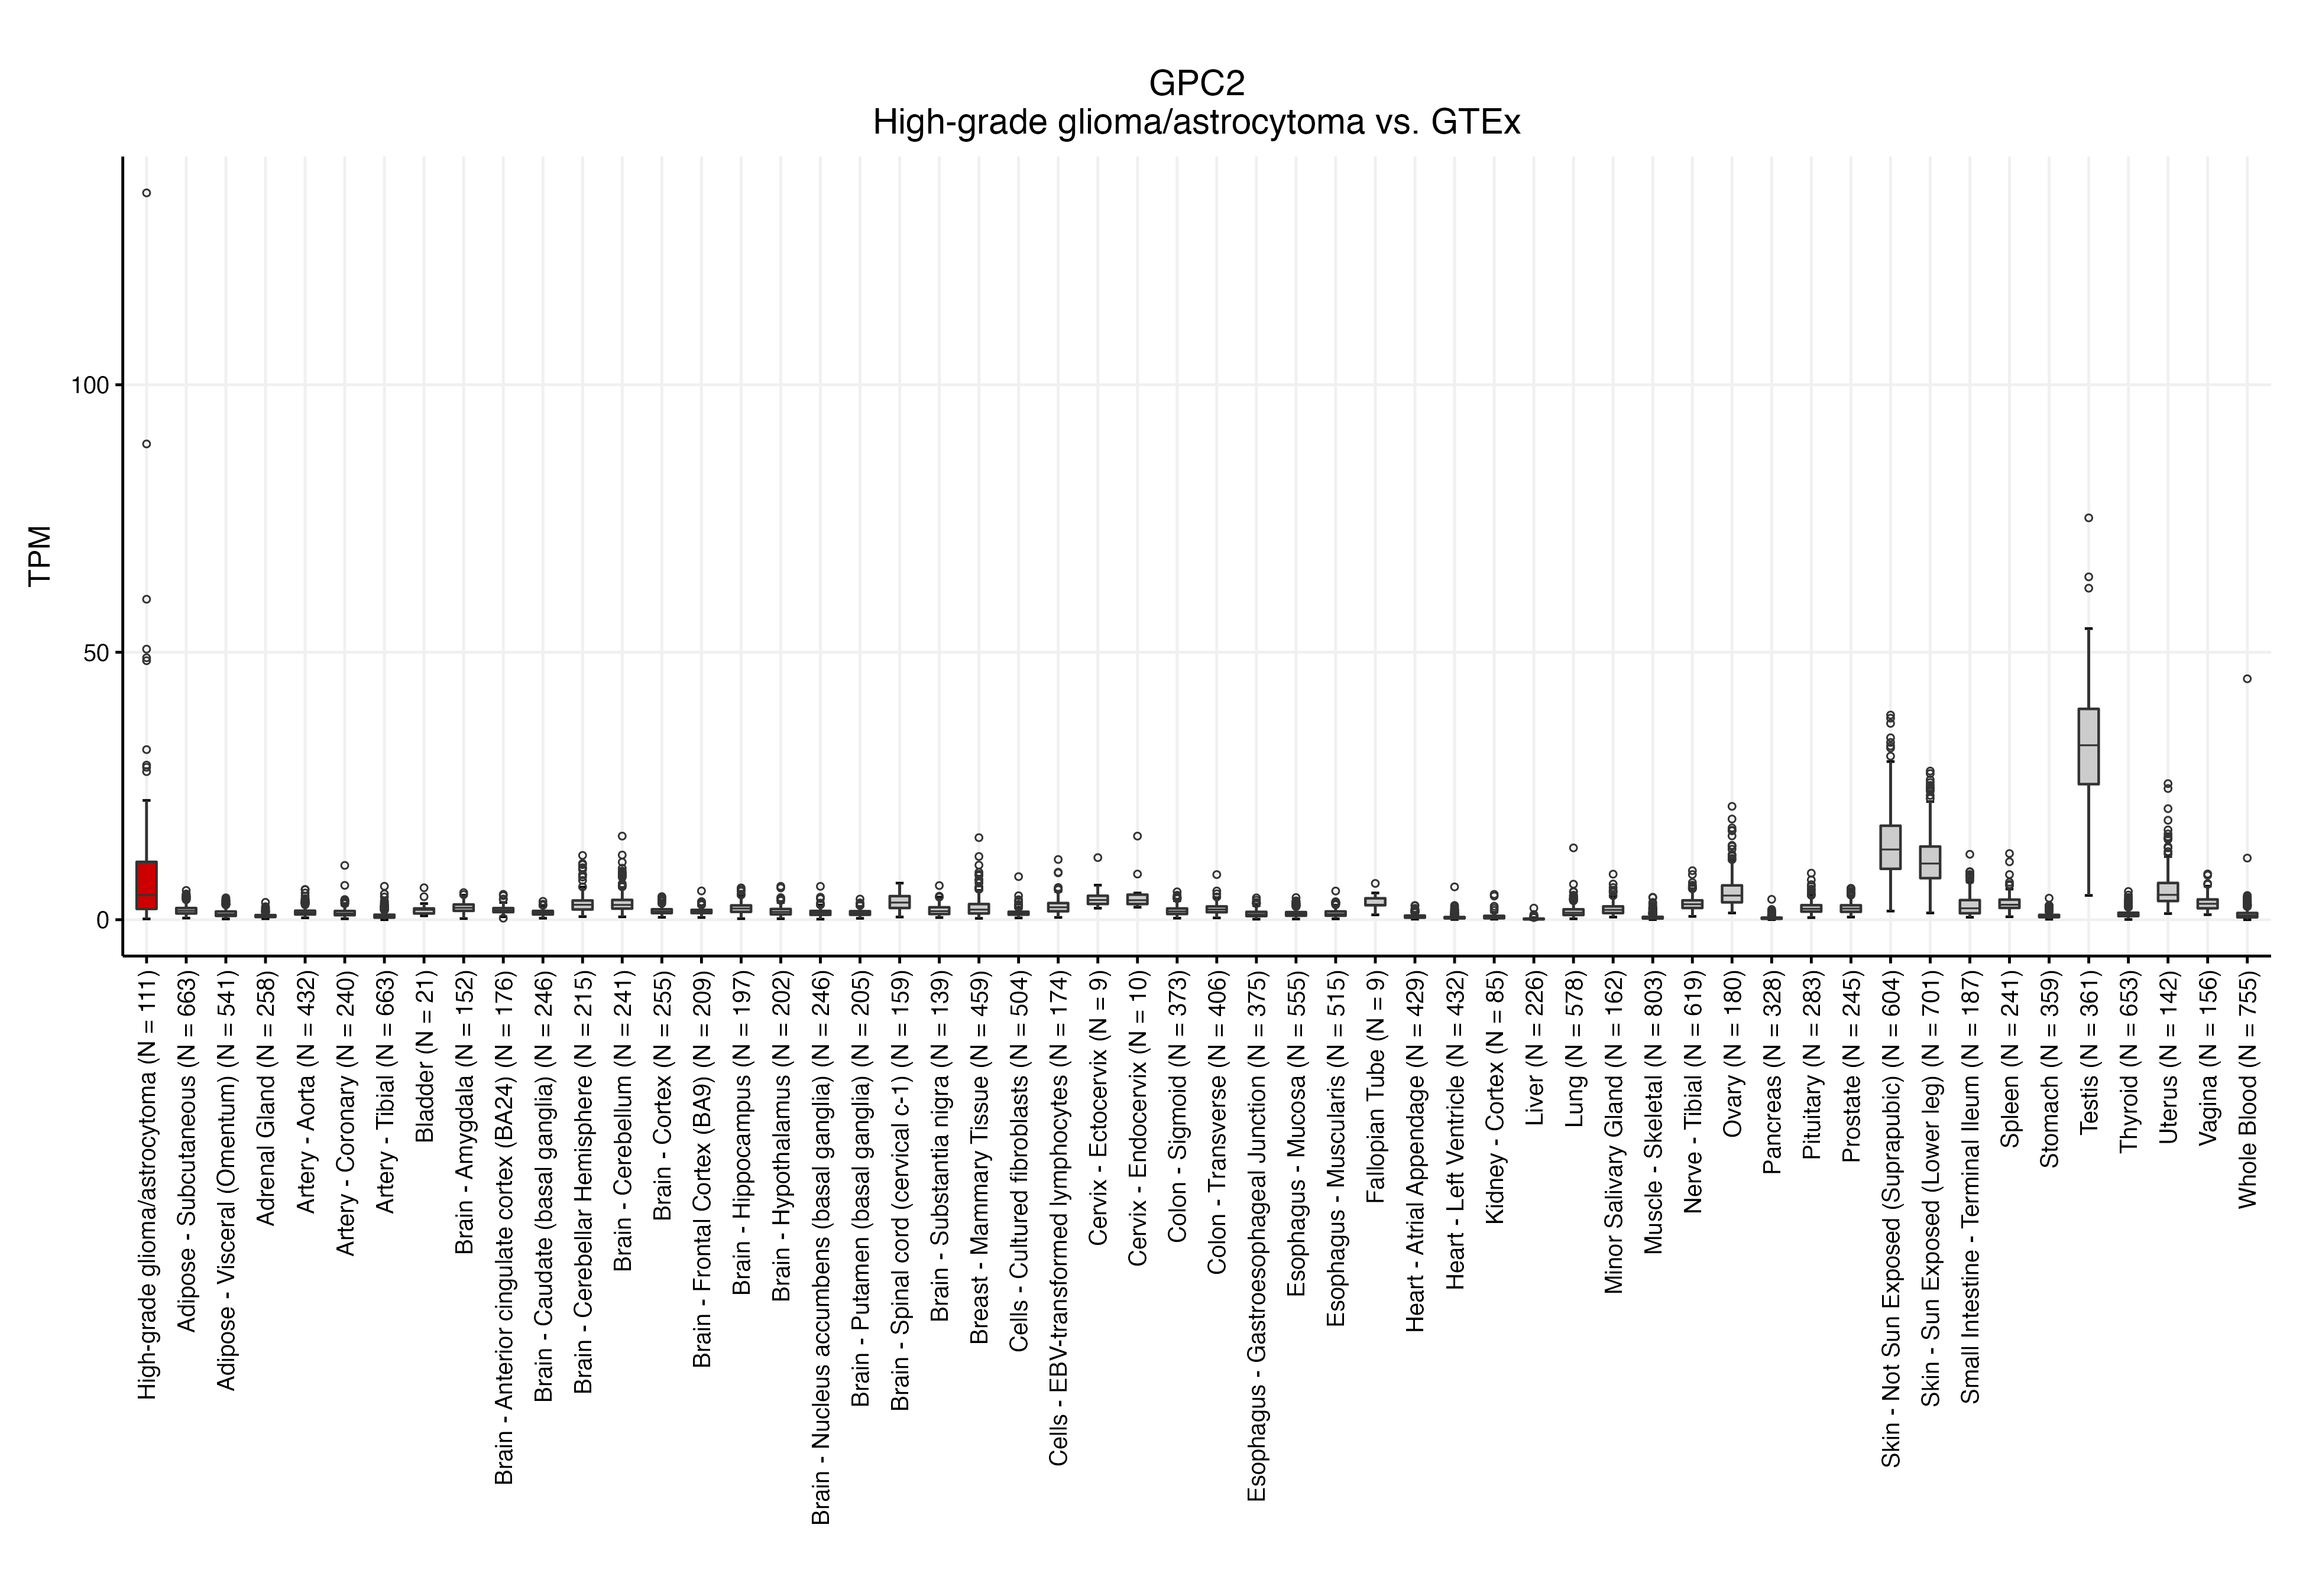 GPC2
High-grade glioma/astrocytoma vs. GTEx
TPM
100
50
0
High-grade glioma/astrocytoma (N = 111)
Adipose - Subcutaneous (N = 663)
Adipose - Visceral (Omentum) (N = 541)
Adrenal Gland (N = 258)
Artery - Aorta (N = 432)
Artery - Coronary (N = 240)
Artery - Tibial (N = 663)
Bladder (N = 21)
Brain - Amygdala (N = 152)
Brain - Anterior cingulate cortex (BA24) (N = 176)
Brain - Caudate (basal ganglia) (N = 246)
Brain - Cerebellar Hemisphere (N = 215)
Brain - Cerebellum (N = 241)
Brain - Cortex (N = 255)
Brain - Frontal Cortex (BA9) (N = 209)
Brain - Hippocampus (N = 197)
Brain - Hypothalamus (N = 202)
Brain - Nucleus accumbens (basal ganglia) (N = 246)
Brain - Putamen (basal ganglia) (N = 205)
Brain - Spinal cord (cervical c-1) (N = 159)
Brain - Substantia nigra (N = 139)
Breast - Mammary Tissue (N = 459)
Cells - Cultured fibroblasts (N = 504)
Cells - EBV-transformed lymphocytes (N = 174)
Cervix - Ectocervix (N = 9)
Cervix - Endocervix (N = 10)
Colon - Sigmoid (N = 373)
Colon - Transverse (N = 406)
Esophagus - Gastroesophageal Junction (N = 375)
Esophagus - Mucosa (N = 555)
Esophagus - Muscularis (N = 515)
Fallopian Tube (N = 9)
Heart - Atrial Appendage (N = 429)
Heart - Left Ventricle (N = 432)
Kidney - Cortex (N = 85)
Liver (N = 226)
Lung (N = 578)
Minor Salivary Gland (N = 162)
Muscle - Skeletal (N = 803)
Nerve - Tibial (N = 619)
Ovary (N = 180)
Pancreas (N = 328)
Pituitary (N = 283)
Prostate (N = 245)
Skin - Not Sun Exposed (Suprapubic) (N = 604)
Skin - Sun Exposed (Lower leg) (N = 701)
Small Intestine - Terminal Ileum (N = 187)
Spleen (N = 241)
Stomach (N = 359)
Testis (N = 361)
Thyroid (N = 653)
Uterus (N = 142)
Vagina (N = 156)
Whole Blood (N = 755)